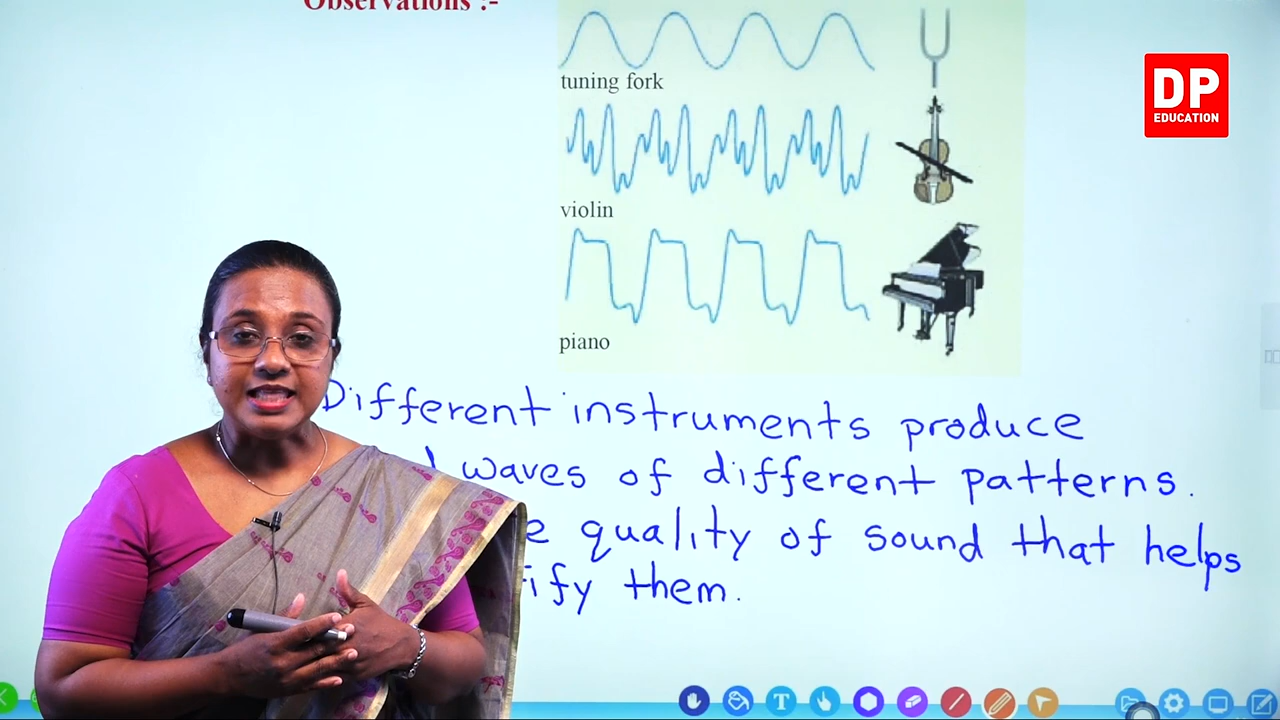 Observations :-
DP
EDUCATION
tuning fork
violin
piano
Different instruments produce
waves of different patterns.
quality of sound that helps
them.